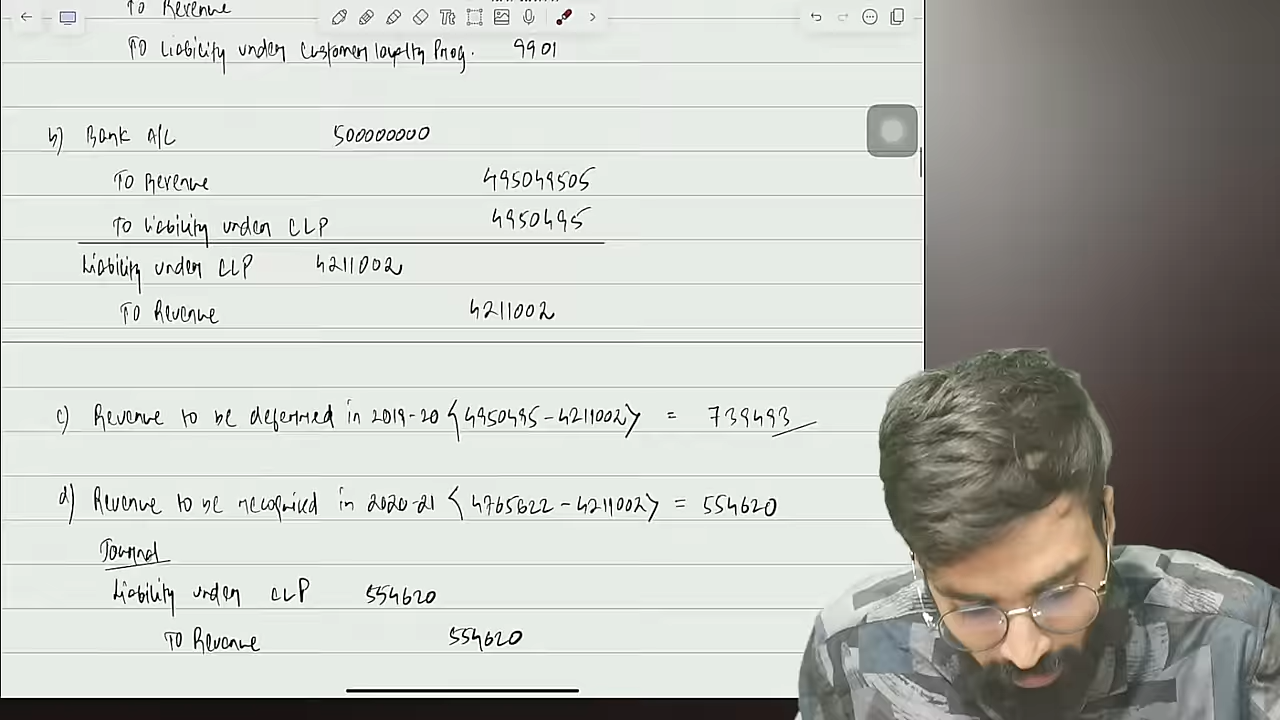 To Revenue
To Liability under Customer loyalty Prog. 9901
b) Bank A/C 500000000
To Revenue 495049505
To liability under CLP 4950495
Liability under CLP 4211002
To Revenue 4211002
c) Revenue to be deferred in 2019-20 {4950495-4211002} = 739493
d) Revenue to be recognised in 2020-21 {4765622-4211002} = 554620
Journal
Liability under CLP 554620
To Revenue 554620